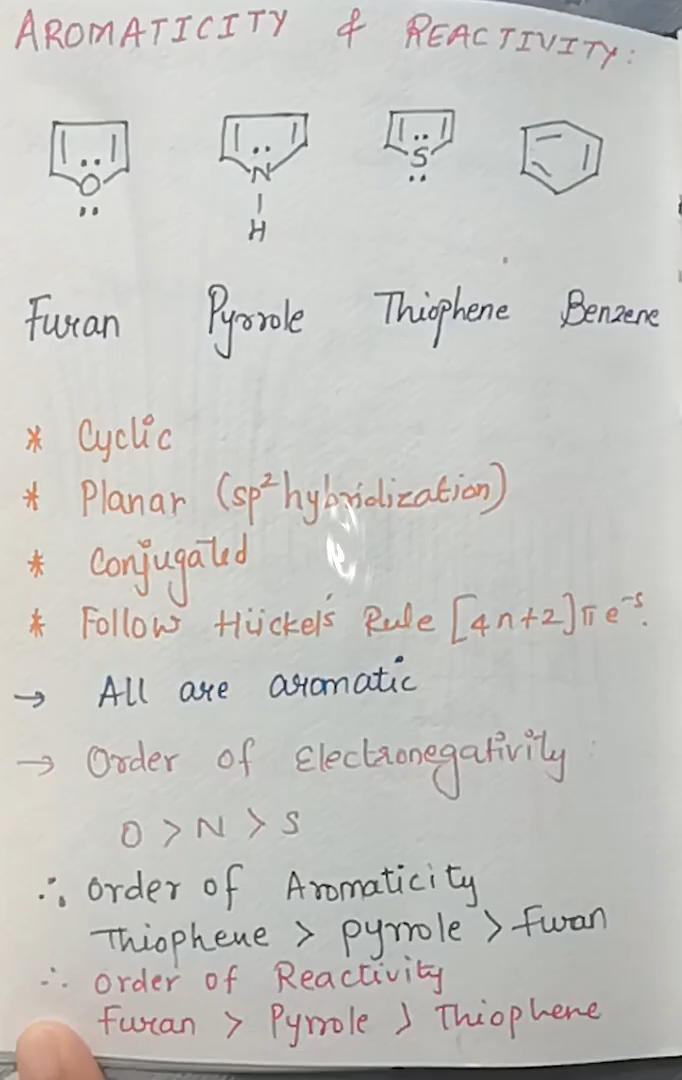 AROMATICITY & REACTIVITY:
O N S
H
Furan Pyrrole Thiophene Benzene
* Cyclic
* Planar (sp² hybridization)
* Conjugated
* Follow Hückel's Rule [4n+2]π e⁻ˢ.
→ All are aromatic
→ Order of Electronegativity:
O > N > S
∴ Order of Aromaticity
Thiophene > pyrrole > Furan
∴ Order of Reactivity
Furan > Pyrrole > Thiophene